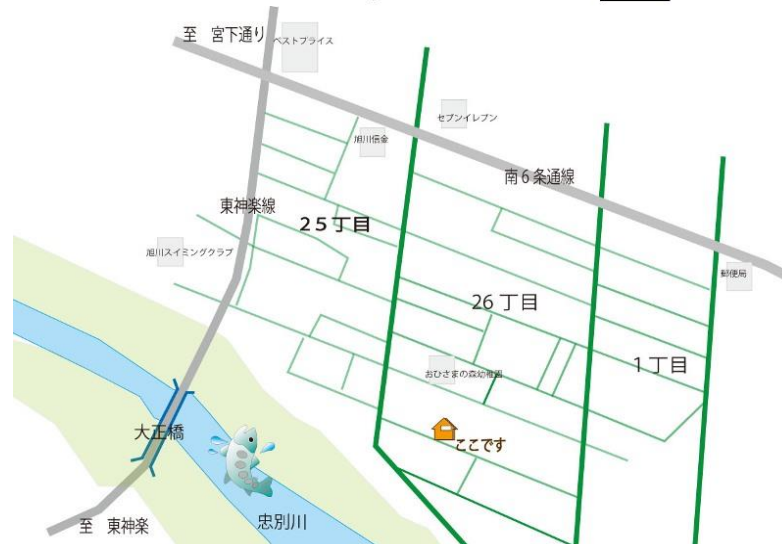 至　宮下通り
ベストプライス
セブンイレブン
旭川信金
南6条通線
東神楽線
25丁目
旭川スイミングクラブ
郵便局
26丁目
1丁目
おひさまの森幼稚園
大正橋
ここです
忠別川
至　東神楽